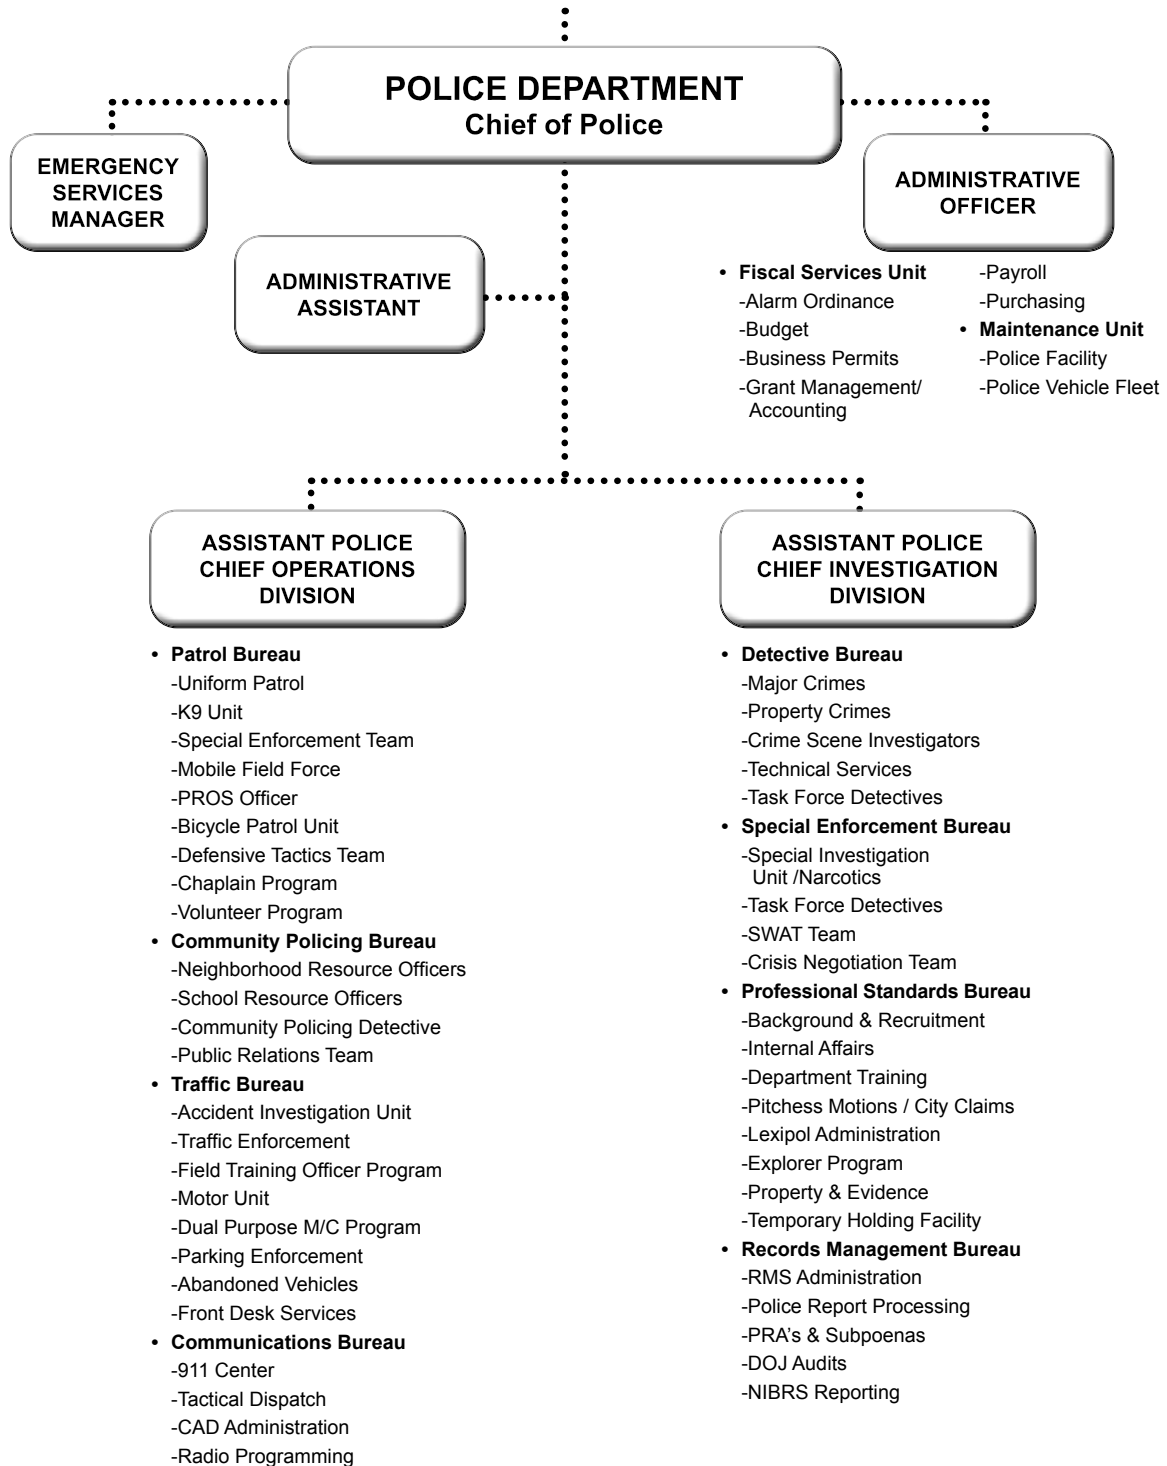 POLICE DEPARTMENT
Chief of Police
EMERGENCY
SERVICES
MANAGER
ADMINISTRATIVE
OFFICER
ADMINISTRATIVE
ASSISTANT
• Fiscal Services Unit
-Alarm Ordinance
-Budget
-Business Permits
-Grant Management/
Accounting
-Payroll
-Purchasing
• Maintenance Unit
-Police Facility
-Police Vehicle Fleet
ASSISTANT POLICE
CHIEF OPERATIONS
DIVISION
• Patrol Bureau
-Uniform Patrol
-K9 Unit
-Special Enforcement Team
-Mobile Field Force
-PROS Officer
-Bicycle Patrol Unit
-Defensive Tactics Team
-Chaplain Program
-Volunteer Program
• Community Policing Bureau
-Neighborhood Resource Officers
-School Resource Officers
-Community Policing Detective
-Public Relations Team
• Traffic Bureau
-Accident Investigation Unit
-Traffic Enforcement
-Field Training Officer Program
-Motor Unit
-Dual Purpose M/C Program
-Parking Enforcement
-Abandoned Vehicles
-Front Desk Services
• Communications Bureau
-911 Center
-Tactical Dispatch
-CAD Administration
-Radio Programming
ASSISTANT POLICE
CHIEF INVESTIGATION
DIVISION
• Detective Bureau
-Major Crimes
-Property Crimes
-Crime Scene Investigators
-Technical Services
-Task Force Detectives
• Special Enforcement Bureau
-Special Investigation
Unit /Narcotics
-Task Force Detectives
-SWAT Team
-Crisis Negotiation Team
• Professional Standards Bureau
-Background & Recruitment
-Internal Affairs
-Department Training
-Pitchess Motions / City Claims
-Lexipol Administration
-Explorer Program
-Property & Evidence
-Temporary Holding Facility
• Records Management Bureau
-RMS Administration
-Police Report Processing
-PRA’s & Subpoenas
-DOJ Audits
-NIBRS Reporting